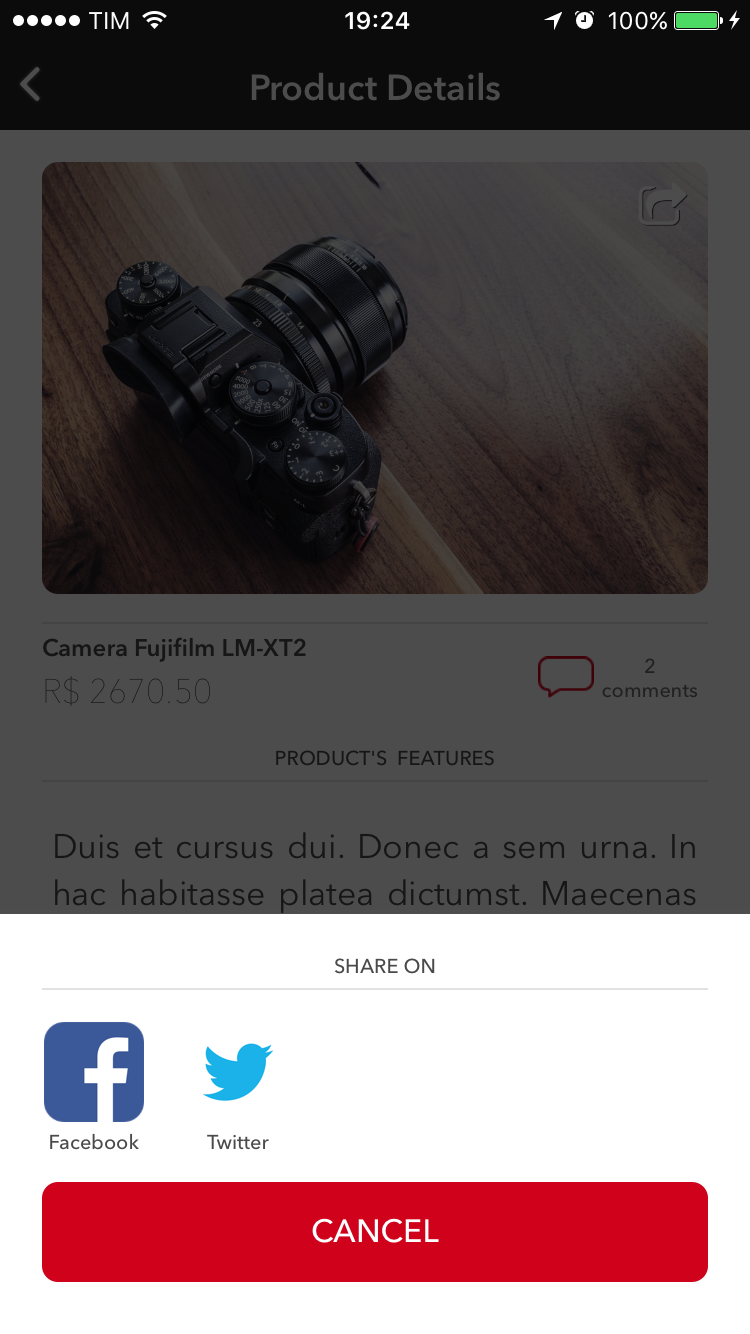 TIM 19:24 100%
Product Details
Camera Fujifilm LM-XT2
R$ 2670.50
2
comments
PRODUCT'S FEATURES
Duis et cursus dui. Donec a sem urna. In
hac habitasse platea dictumst. Maecenas
SHARE ON
Facebook
Twitter
CANCEL